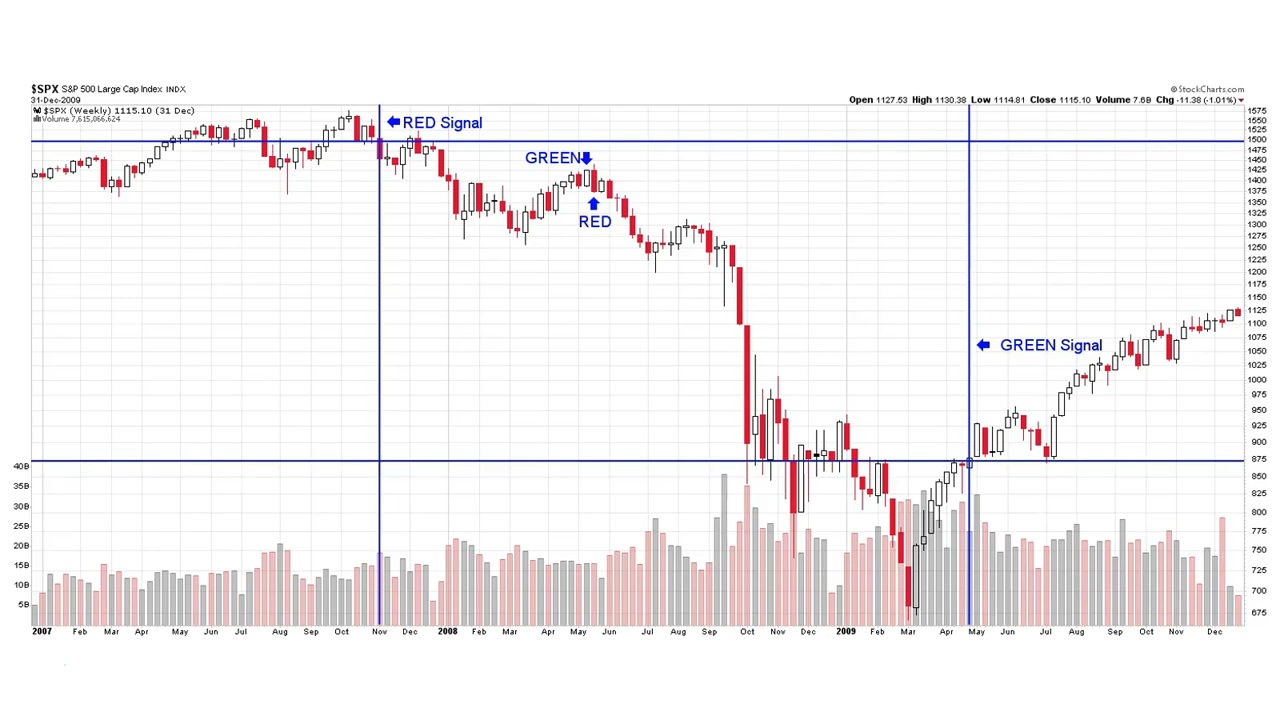 $SPX S&P 500 Large Cap Index INDX
© StockCharts.com
31-Dec-2009
Open 1127.53 High 1130.38 Low 1114.81 Close 1115.10 Volume 7.6B Chg -11.38 (-1.01%)
$SPX (Weekly) 1115.10 (31 Dec)
Volume 7,615,066,624
RED Signal
GREEN
RED
GREEN Signal
1575
1550
1525
1500
1475
1450
1425
1400
1375
1350
1325
1300
1275
1250
1225
1200
1175
1150
1125
1100
1075
1050
1025
1000
975
950
925
900
875
850
825
800
775
750
725
700
675
40B
35B
30B
25B
20B
15B
10B
5B
2007 Feb Mar Apr May Jun Jul Aug Sep Oct Nov Dec 2008 Feb Mar Apr May Jun Jul Aug Sep Oct Nov Dec 2009 Feb Mar Apr May Jun Jul Aug Sep Oct Nov Dec